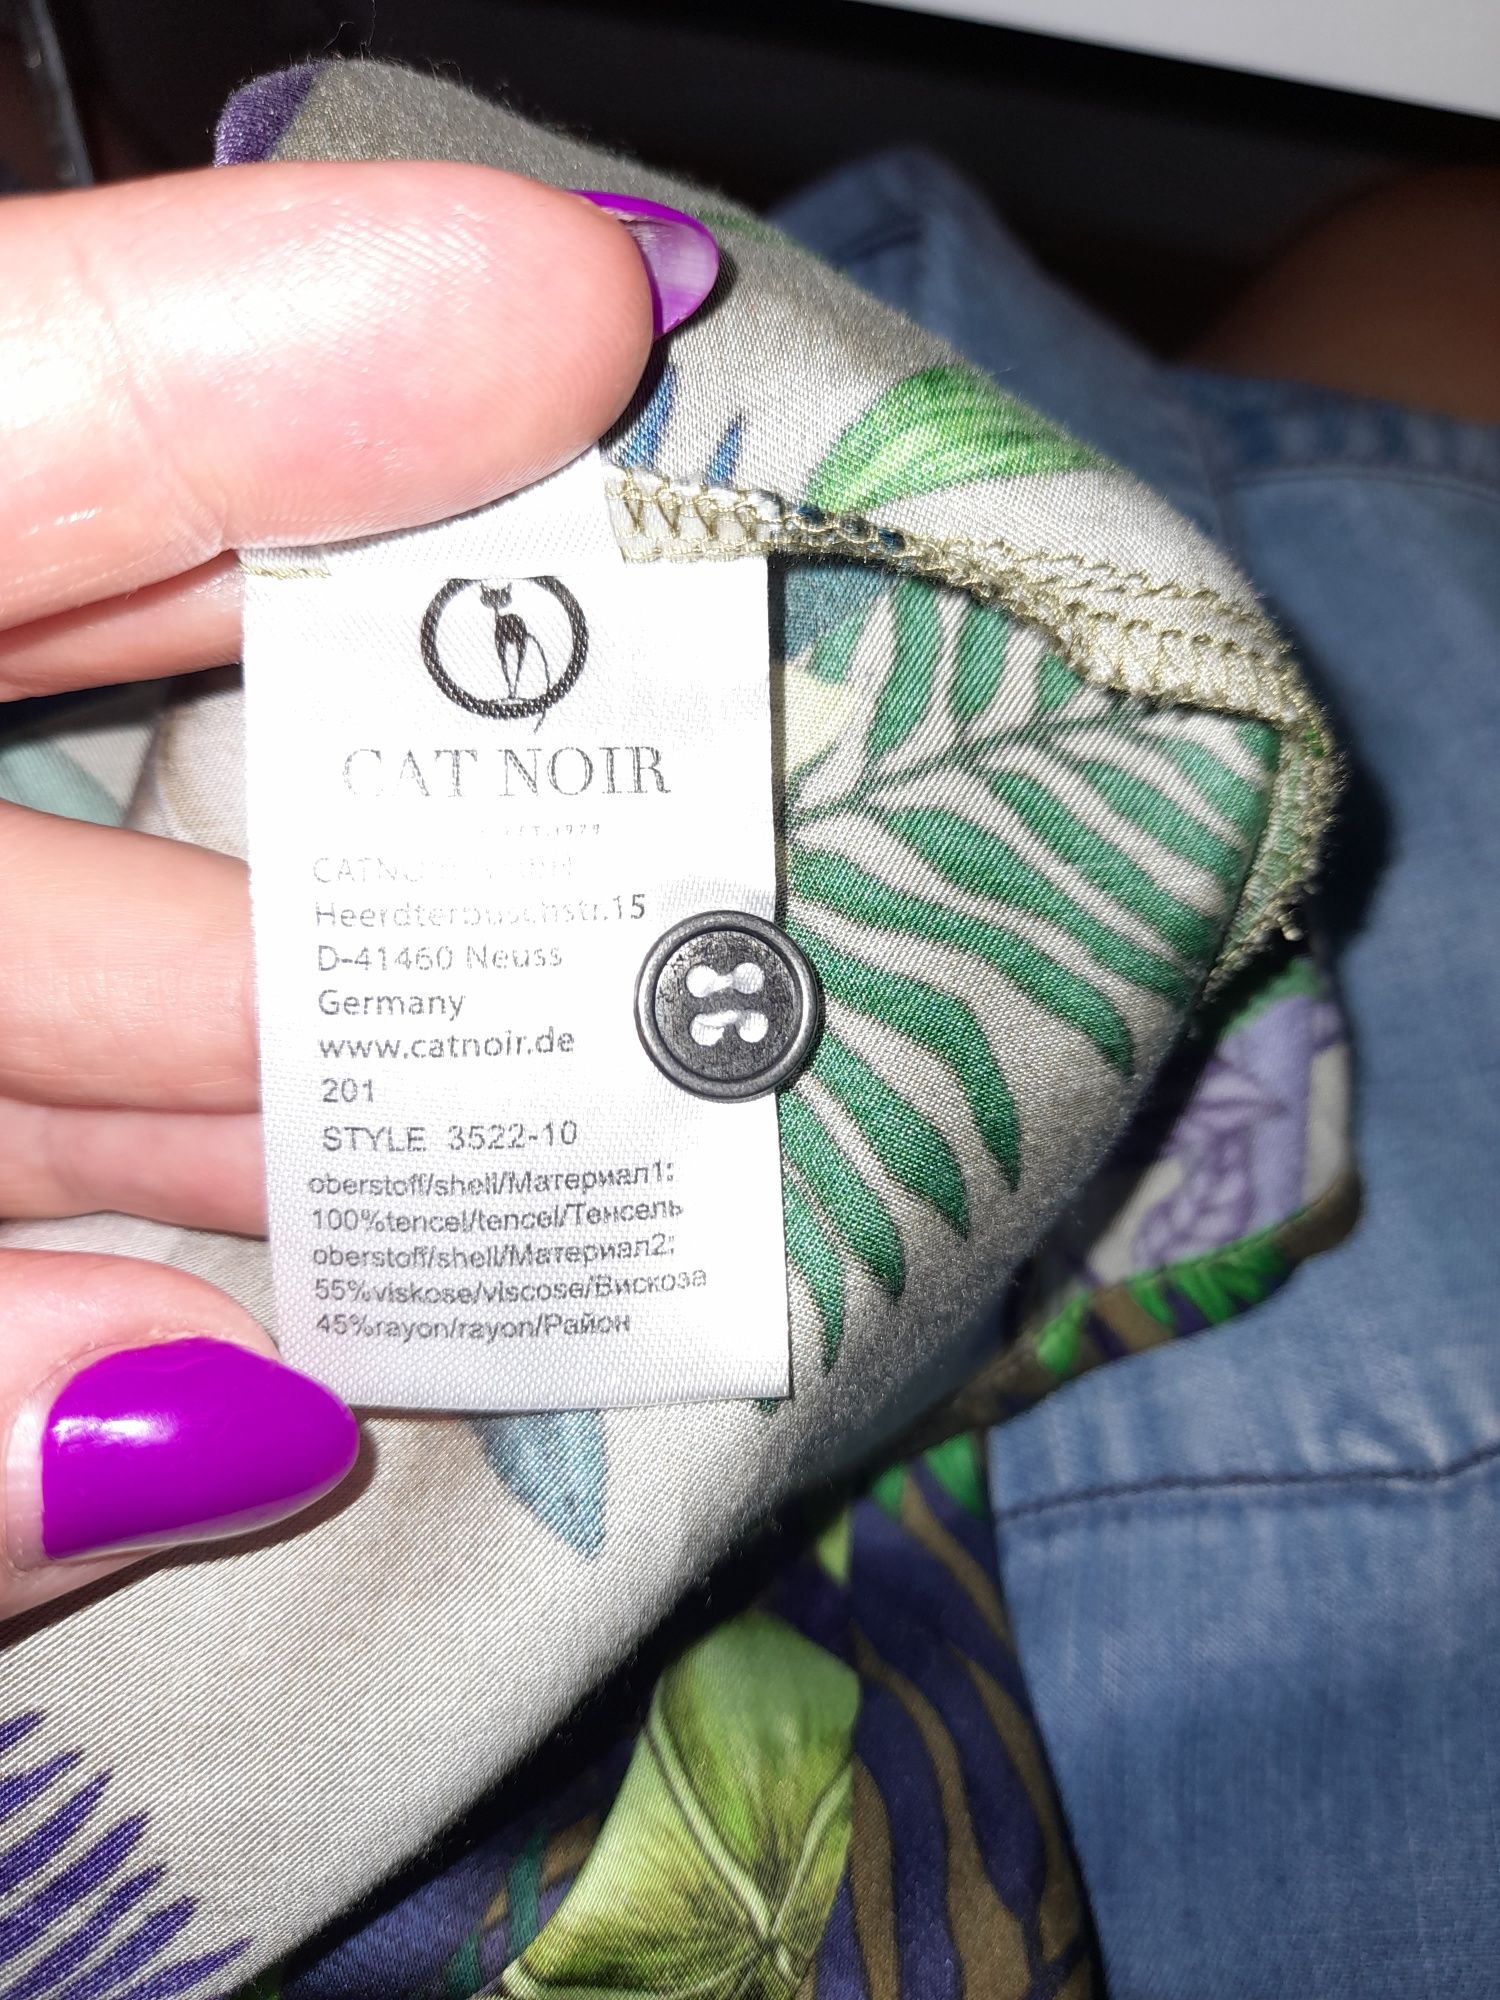 CAT NOIR
Heerdterbuschstr.15
D-41460 Neuss
Germany
www.catnoir.de
201
STYLE 3522-10
oberstoff/shell/Материал1:
100%tencel/tencel/Тенсель
oberstoff/shell/Материал2:
55%viskose/viscose/Вискоза
45%rayon/rayon/Район